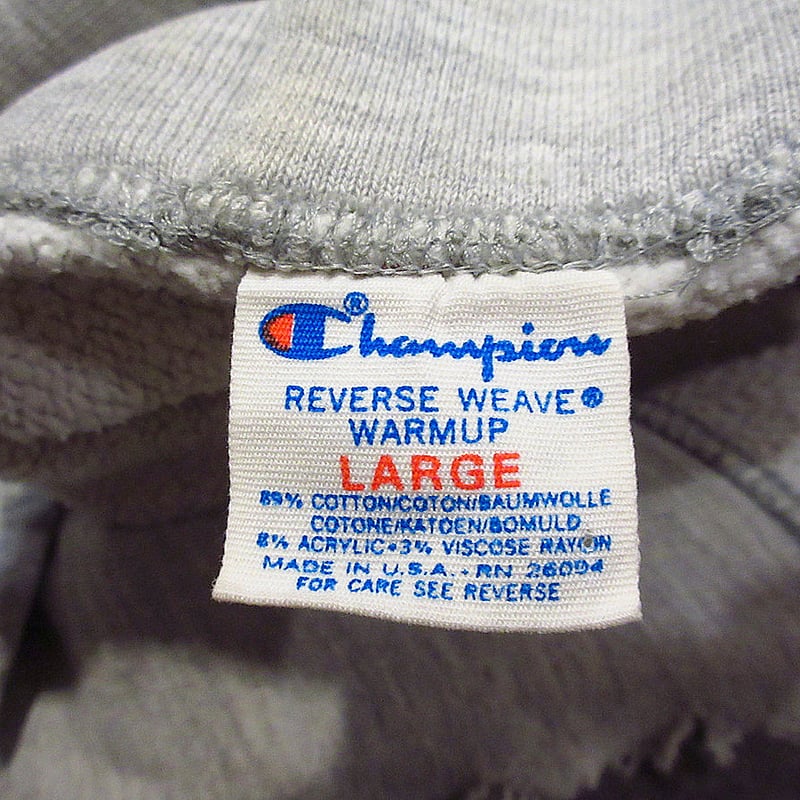 Champion®
REVERSE WEAVE®
WARMUP
LARGE
89% COTTON/COTON/BAUMWOLLE
COTONE/KATOEN/BOMULD
8% ACRYLIC•3% VISCOSE RAYON
MADE IN U.S.A.•RN 26094
FOR CARE SEE REVERSE